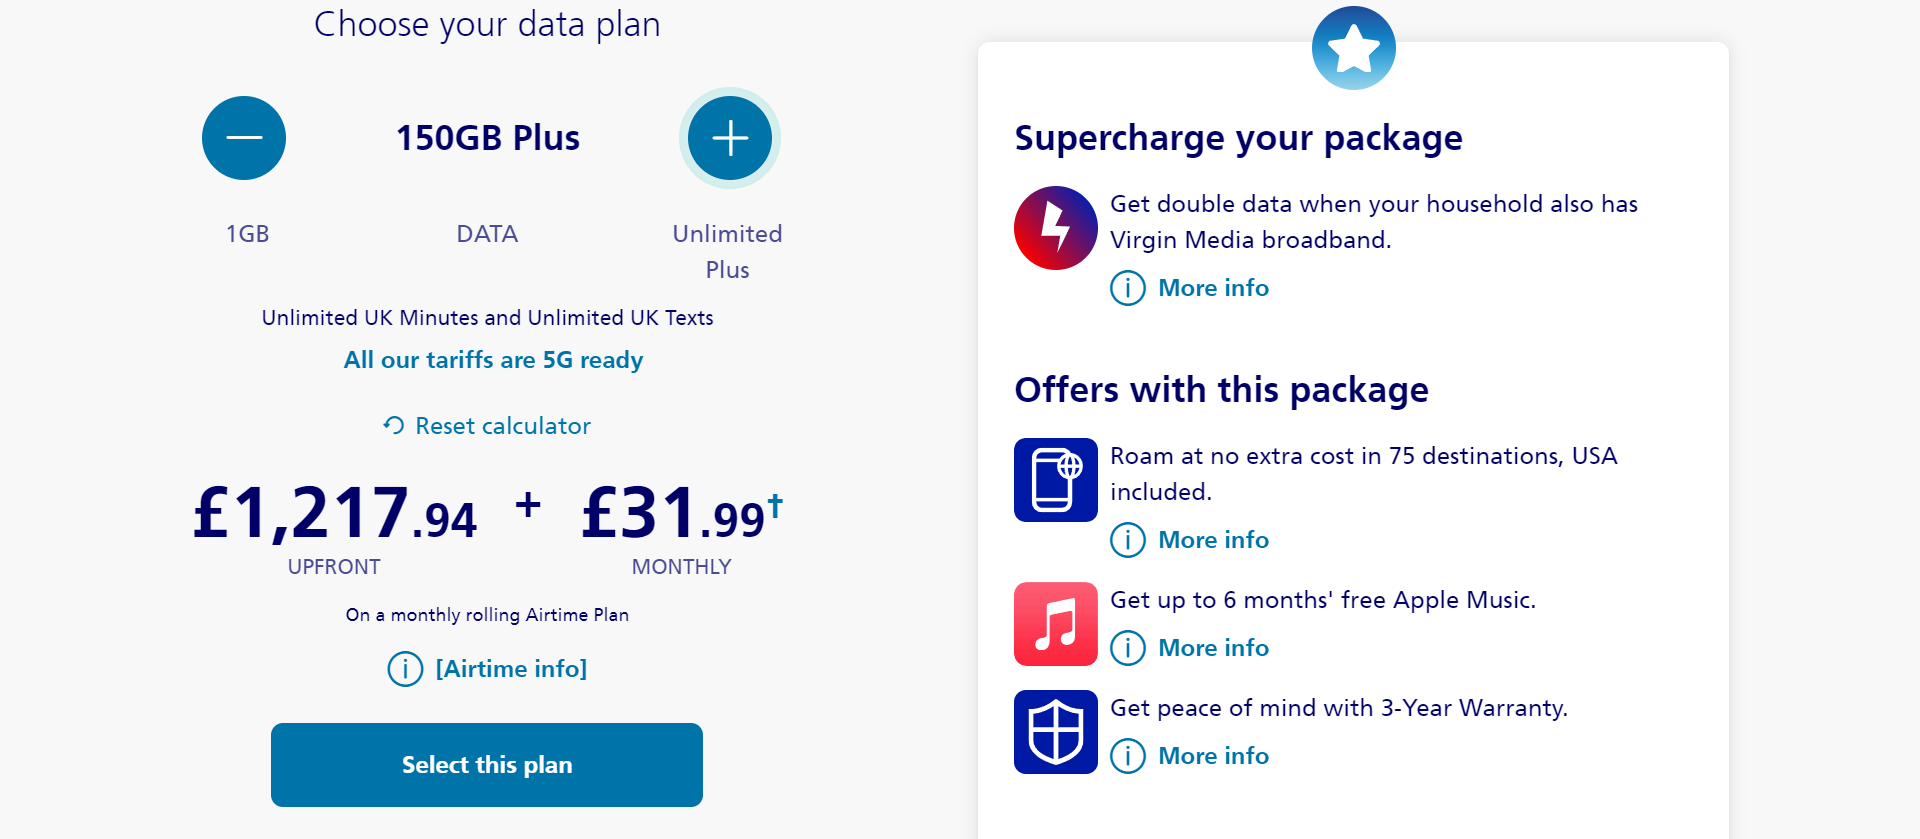 Choose your data plan
150GB Plus
1GB
DATA
Unlimited
Plus
Unlimited UK Minutes and Unlimited UK Texts
All our tariffs are 5G ready
Reset calculator
£1,217.94 + £31.99†
UPFRONT
MONTHLY
On a monthly rolling Airtime Plan
[Airtime info]
Select this plan
Supercharge your package
Get double data when your household also has
Virgin Media broadband.
More info
Offers with this package
Roam at no extra cost in 75 destinations, USA
included.
More info
Get up to 6 months' free Apple Music.
More info
Get peace of mind with 3-Year Warranty.
More info